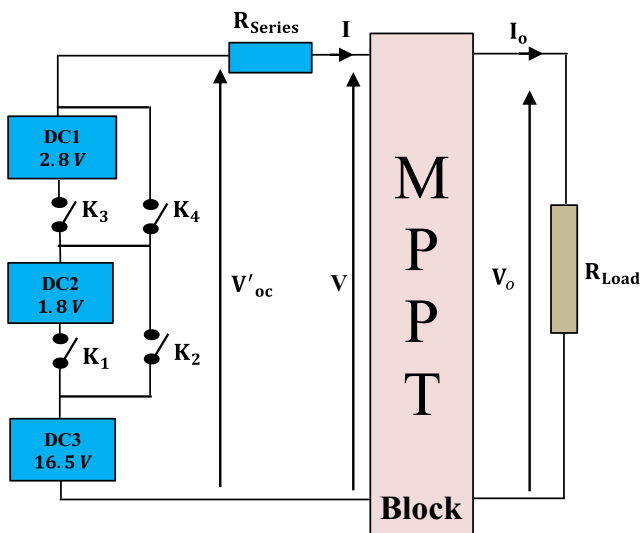 R_Series
I
I_o
DC1
2.8 V
K_3
K_4
DC2
1.8 V
K_1
K_2
DC3
16.5 V
V'_oc
V
M
P
P
T
Block
V_o
R_Load